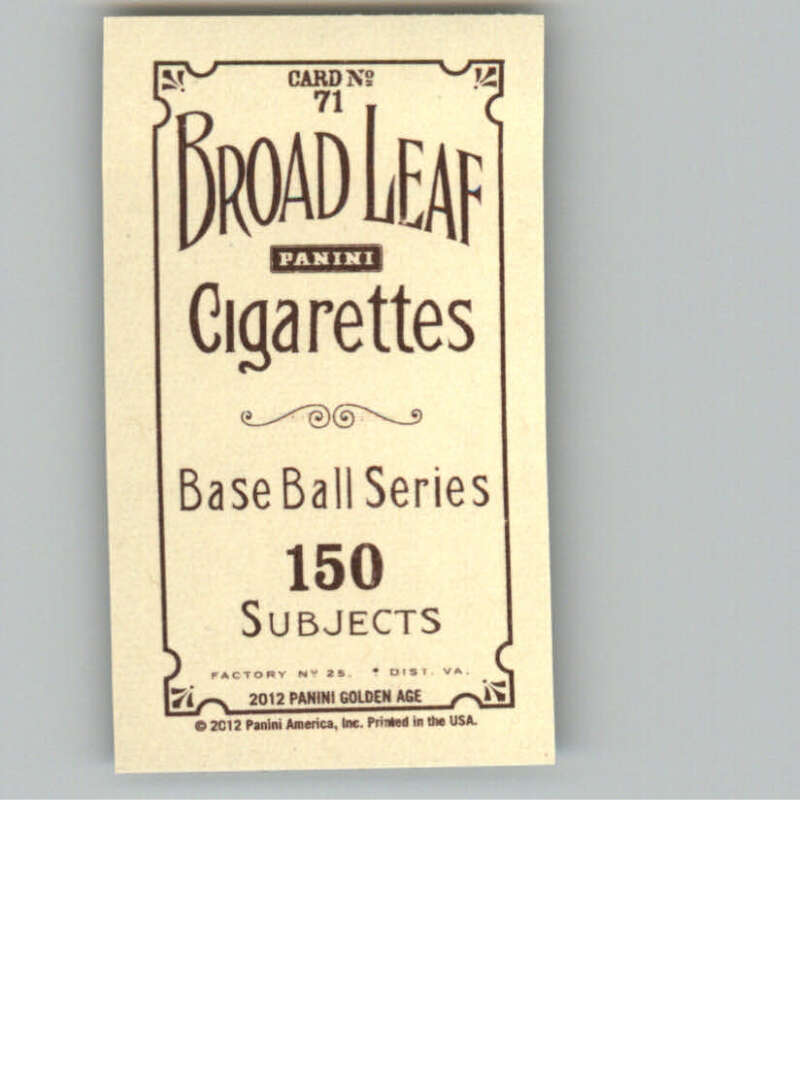 CARD Nº
71
BROAD LEAF
PANINI
Cigarettes
Base Ball Series
150
SUBJECTS
FACTORY Nº 25. DIST. VA.
2012 PANINI GOLDEN AGE
© 2012 Panini America, Inc. Printed in the USA.